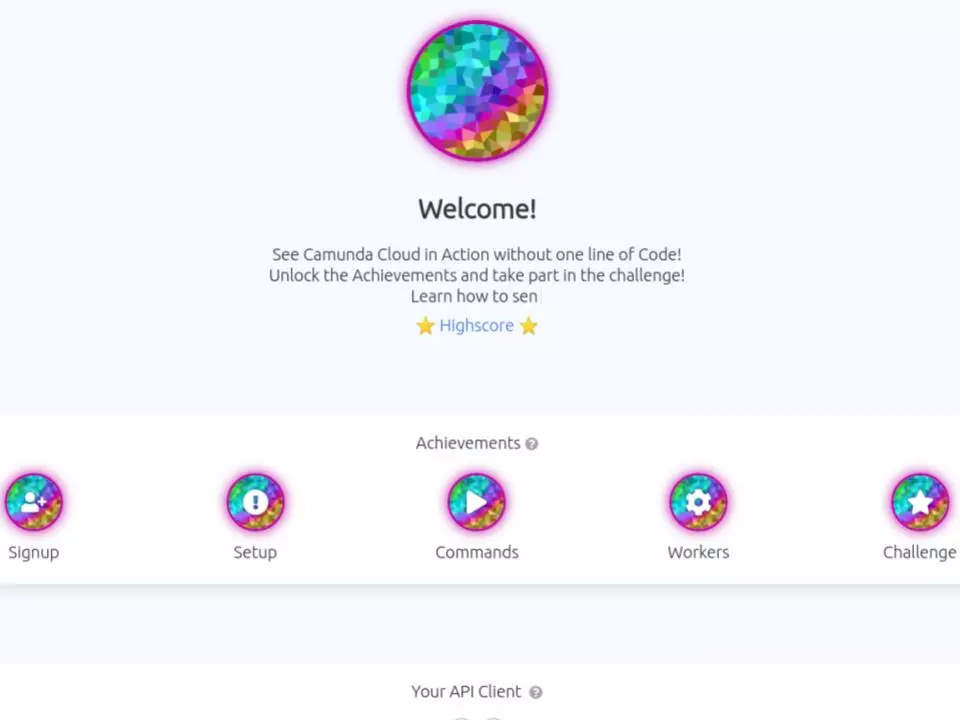 Welcome!
See Camunda Cloud in Action without one line of Code!
Unlock the Achievements and take part in the challenge!
Learn how to sen
Highscore
Achievements
Signup
Setup
Commands
Workers
Challenge
Your API Client